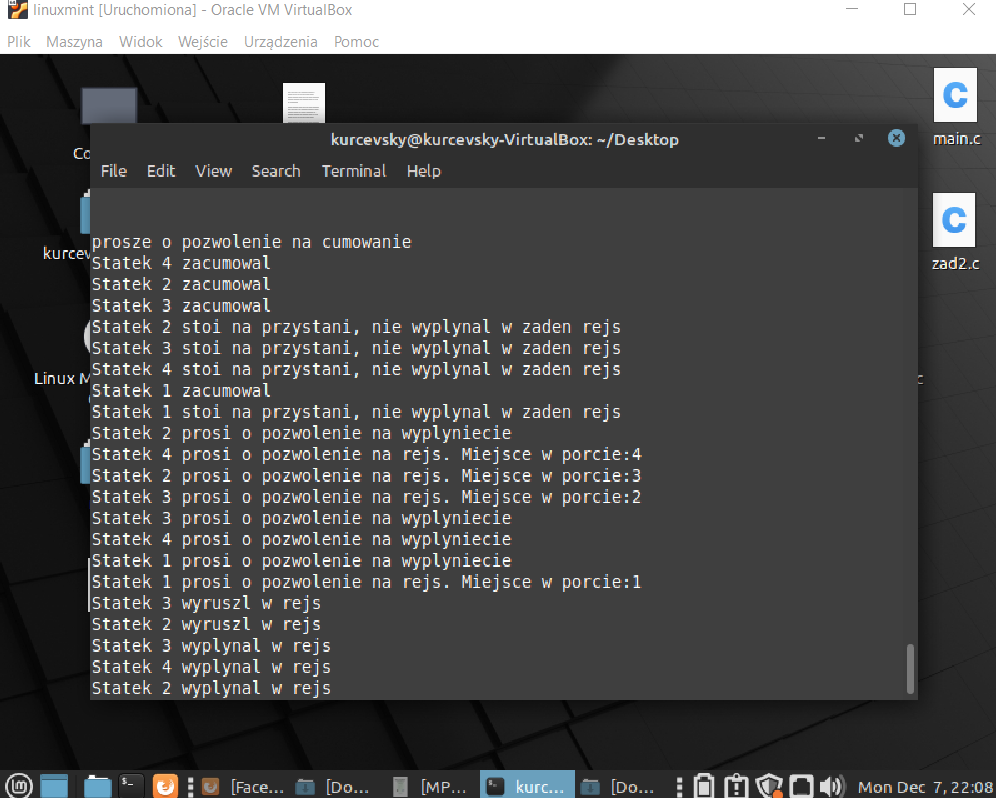 linuxmint [Uruchomiona] - Oracle VM VirtualBox
Plik Maszyna Widok Wejście Urządzenia Pomoc
main.c
zad2.c
Co
kurcev
Linux M
c
kurcevsky@kurcevsky-VirtualBox: ~/Desktop
File Edit View Search Terminal Help
prosze o pozwolenie na cumowanie
Statek 4 zacumowal
Statek 2 zacumowal
Statek 3 zacumowal
Statek 2 stoi na przystani, nie wyplynal w zaden rejs
Statek 3 stoi na przystani, nie wyplynal w zaden rejs
Statek 4 stoi na przystani, nie wyplynal w zaden rejs
Statek 1 zacumowal
Statek 1 stoi na przystani, nie wyplynal w zaden rejs
Statek 2 prosi o pozwolenie na wyplyniecie
Statek 4 prosi o pozwolenie na rejs. Miejsce w porcie:4
Statek 2 prosi o pozwolenie na rejs. Miejsce w porcie:3
Statek 3 prosi o pozwolenie na rejs. Miejsce w porcie:2
Statek 3 prosi o pozwolenie na wyplyniecie
Statek 4 prosi o pozwolenie na wyplyniecie
Statek 1 prosi o pozwolenie na wyplyniecie
Statek 1 prosi o pozwolenie na rejs. Miejsce w porcie:1
Statek 3 wyruszl w rejs
Statek 2 wyruszl w rejs
Statek 3 wyplynal w rejs
Statek 4 wyplynal w rejs
Statek 2 wyplynal w rejs
[Face... [Do... [MP... kurc... [Do... Mon Dec 7, 22:08